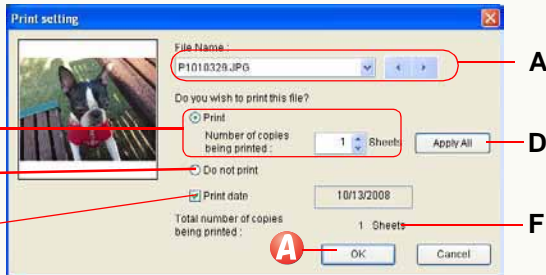 Print setting
File Name :
P1010329.JPG
A
Do you wish to print this file?
Print
Number of copies
being printed :
1 Sheets
Apply All
D
Do not print
Print date
10/13/2008
Total number of copies
being printed :
1 Sheets
F
A
OK
Cancel